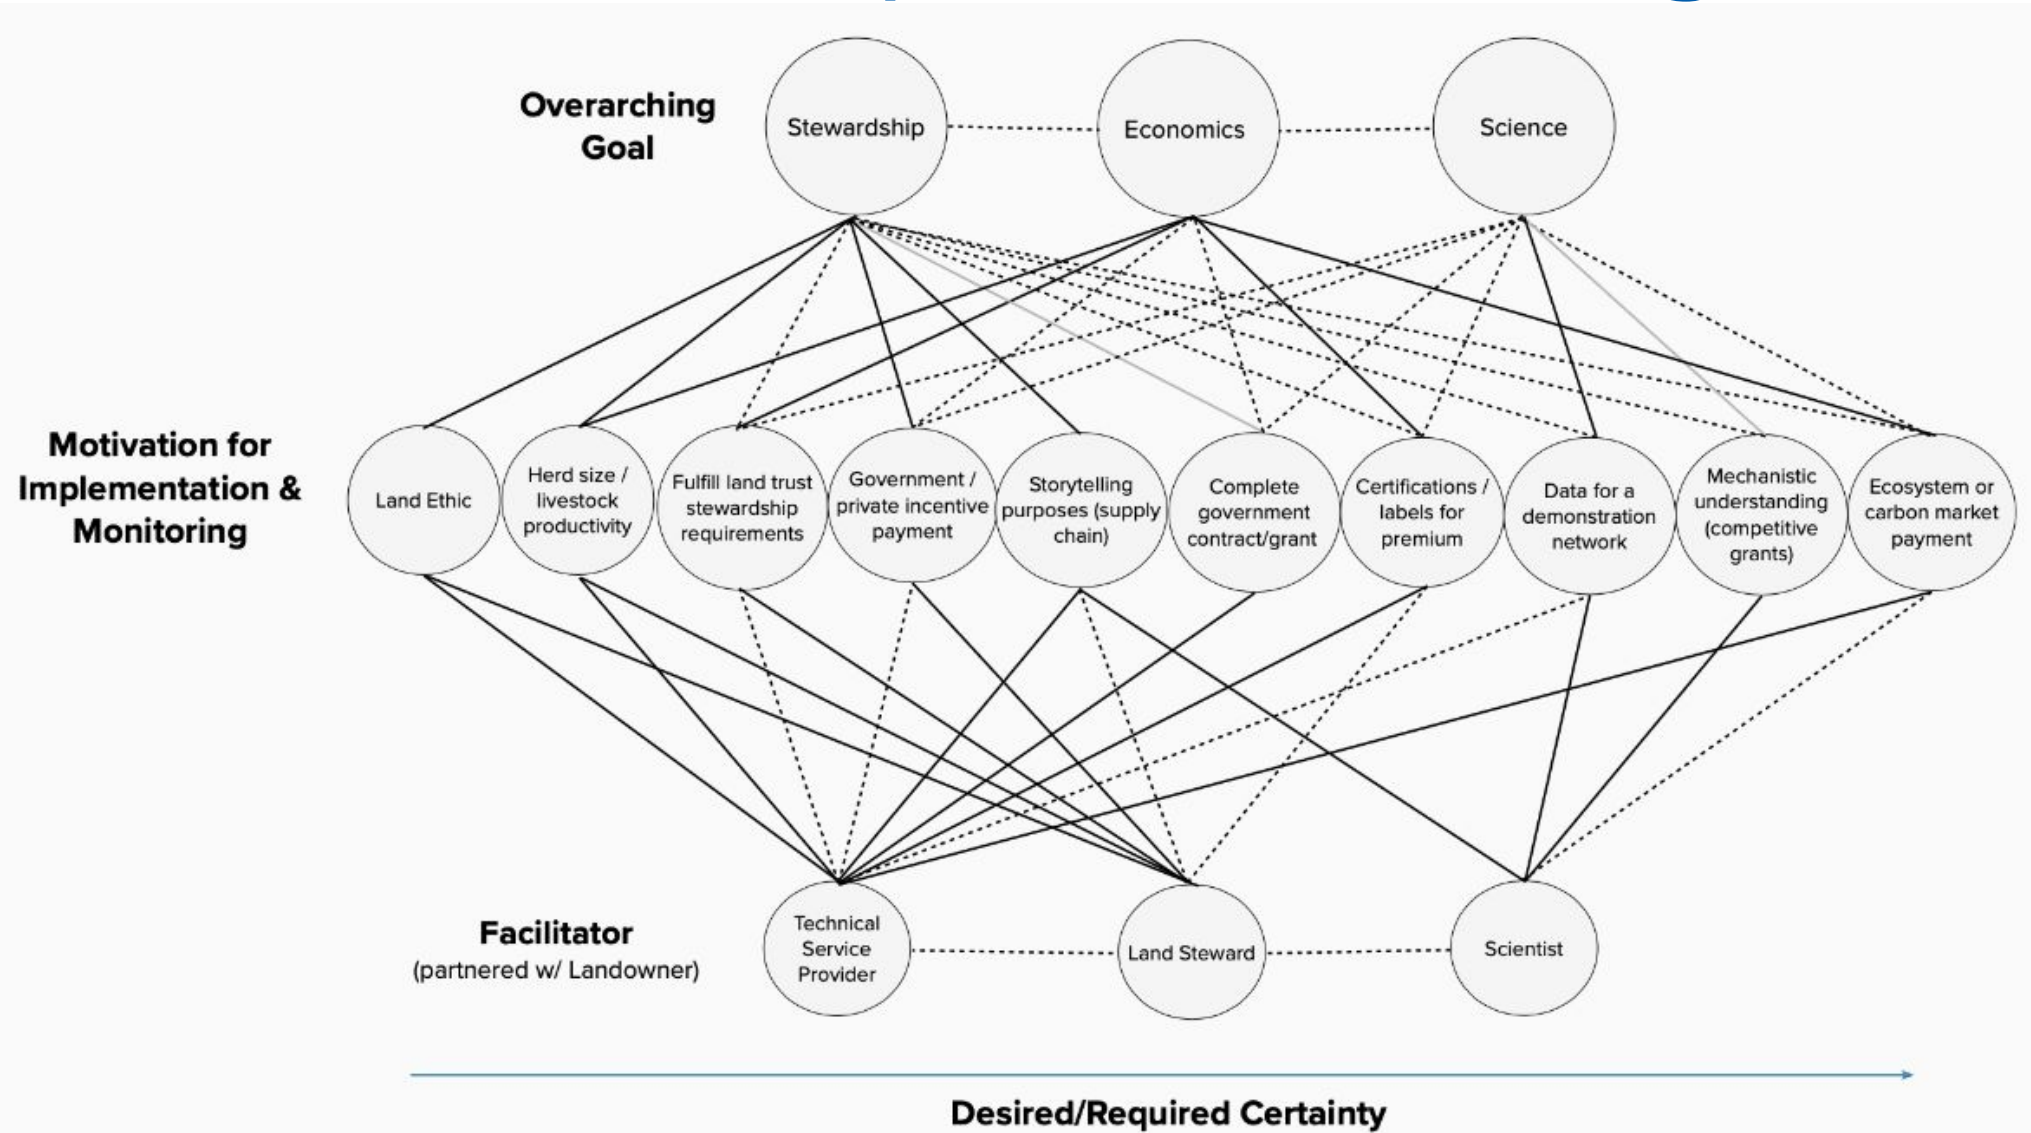 Overarching
Goal
Stewardship
Economics
Science
Motivation for
Implementation &
Monitoring
Land Ethic
Herd size /
livestock
productivity
Fulfill land trust
stewardship
requirements
Government /
private incentive
payment
Storytelling
purposes (supply
chain)
Complete
government
contract/grant
Certifications /
labels for
premium
Data for a
demonstration
network
Mechanistic
understanding
(competitive
grants)
Ecosystem or
carbon market
payment
Facilitator
(partnered w/ Landowner)
Technical
Service
Provider
Land Steward
Scientist
Desired/Required Certainty